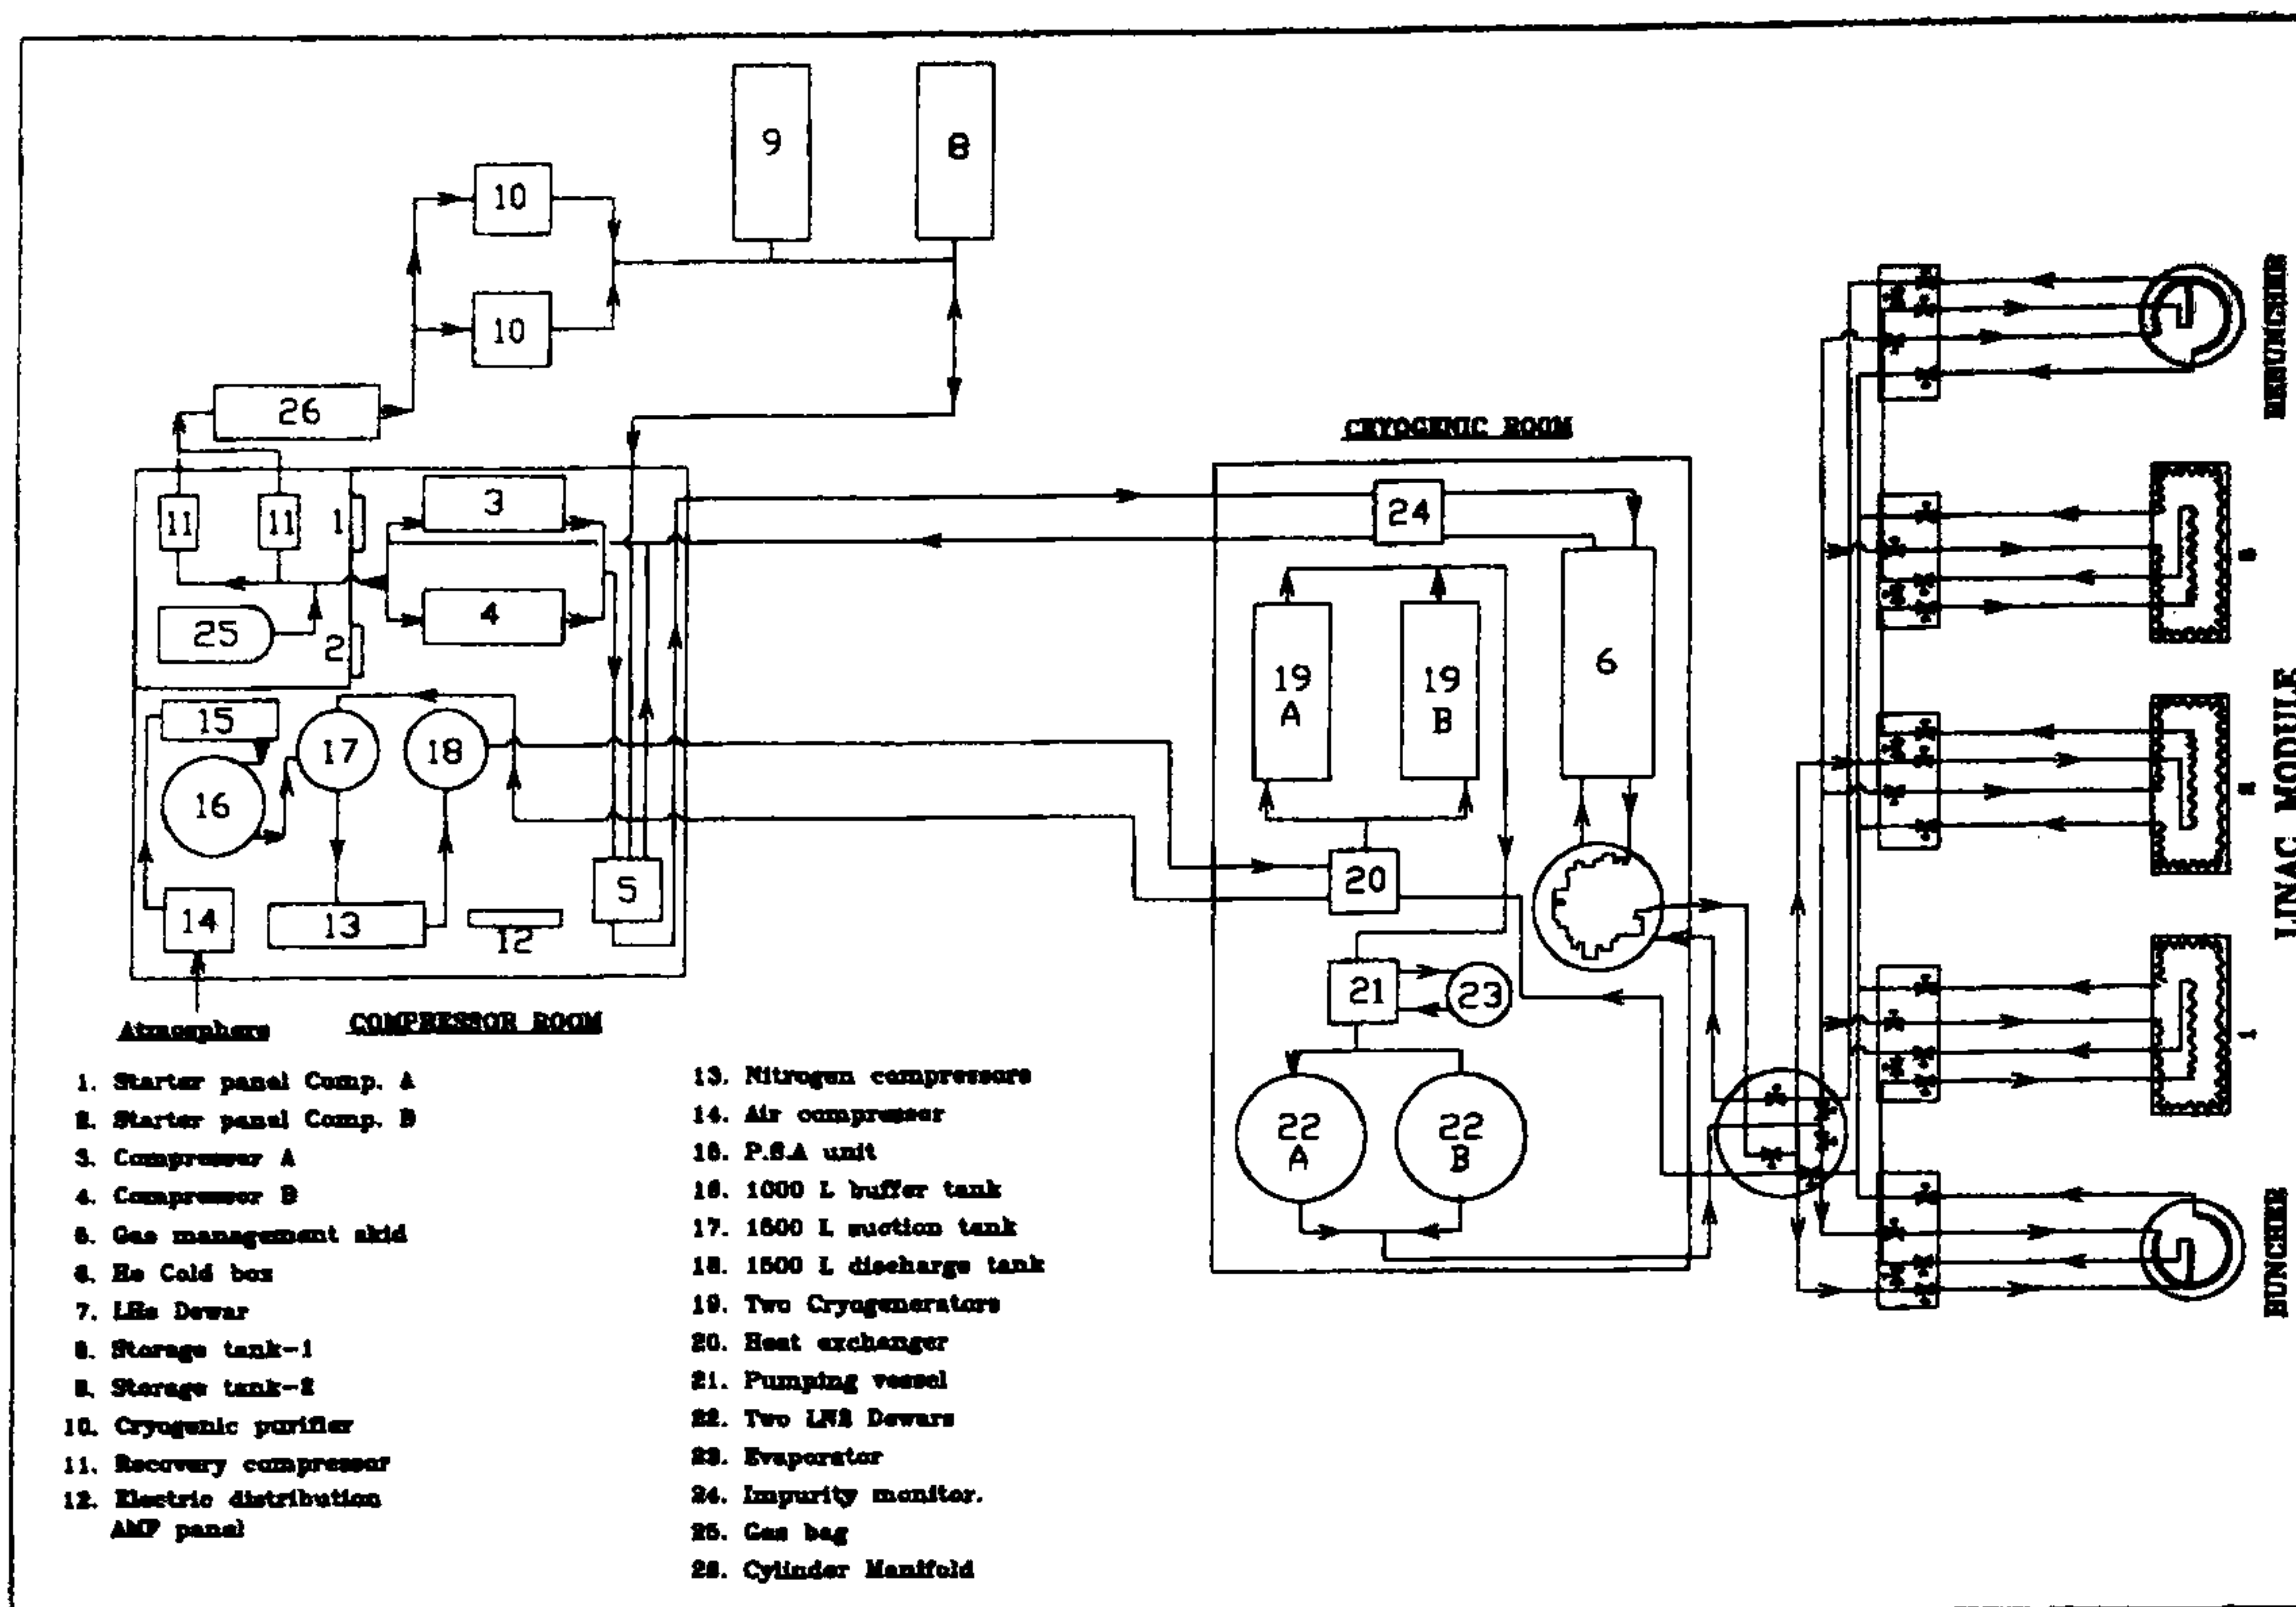 9
8
10
10
26
REBUNCHER
CRYOGENIC ROOM
11
11
1
3
24
3
4
25
2
6
19
A
19
B
15
17
18
16
2
LINAC MODULE
20
5
14
13
12
21
23
1
Atmosphere
COMPRESSOR ROOM
22
A
22
B
BUNCHER
1. Starter panel Comp. A
2. Starter panel Comp. B
3. Compressor A
4. Compressor B
5. Gas management skid
6. He Cold box
7. LHe Dewar
8. Storage tank-1
9. Storage tank-2
10. Cryogenic purifier
11. Recovery compressor
12. Electric distribution
AMF panel
13. Nitrogen compressors
14. Air compressor
15. P.S.A unit
16. 1000 L buffer tank
17. 1500 L suction tank
18. 1500 L discharge tank
19. Two Cryogenerators
20. Heat exchanger
21. Pumping vessel
22. Two LN2 Dewars
23. Evaporator
24. Impurity monitor.
25. Gas bag
26. Cylinder Manifold